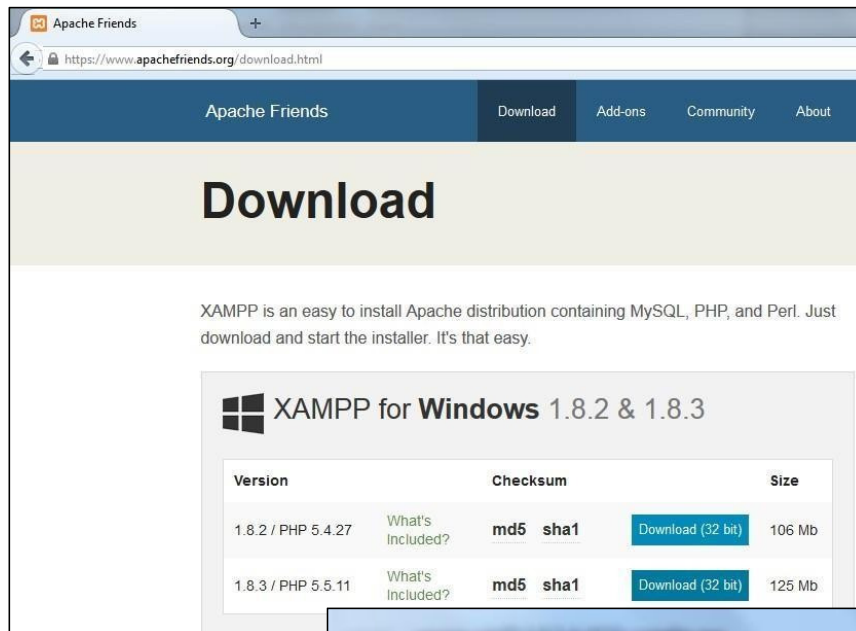 Apache Friends
+
https://www.apachefriends.org/download.html
Apache Friends Download Add-ons Community About
Download
XAMPP is an easy to install Apache distribution containing MySQL, PHP, and Perl. Just
download and start the installer. It's that easy.
XAMPP for Windows 1.8.2 & 1.8.3
Version Checksum Size
1.8.2 / PHP 5.4.27 What's Included? md5 sha1 Download (32 bit) 106 Mb
1.8.3 / PHP 5.5.11 What's Included? md5 sha1 Download (32 bit) 125 Mb